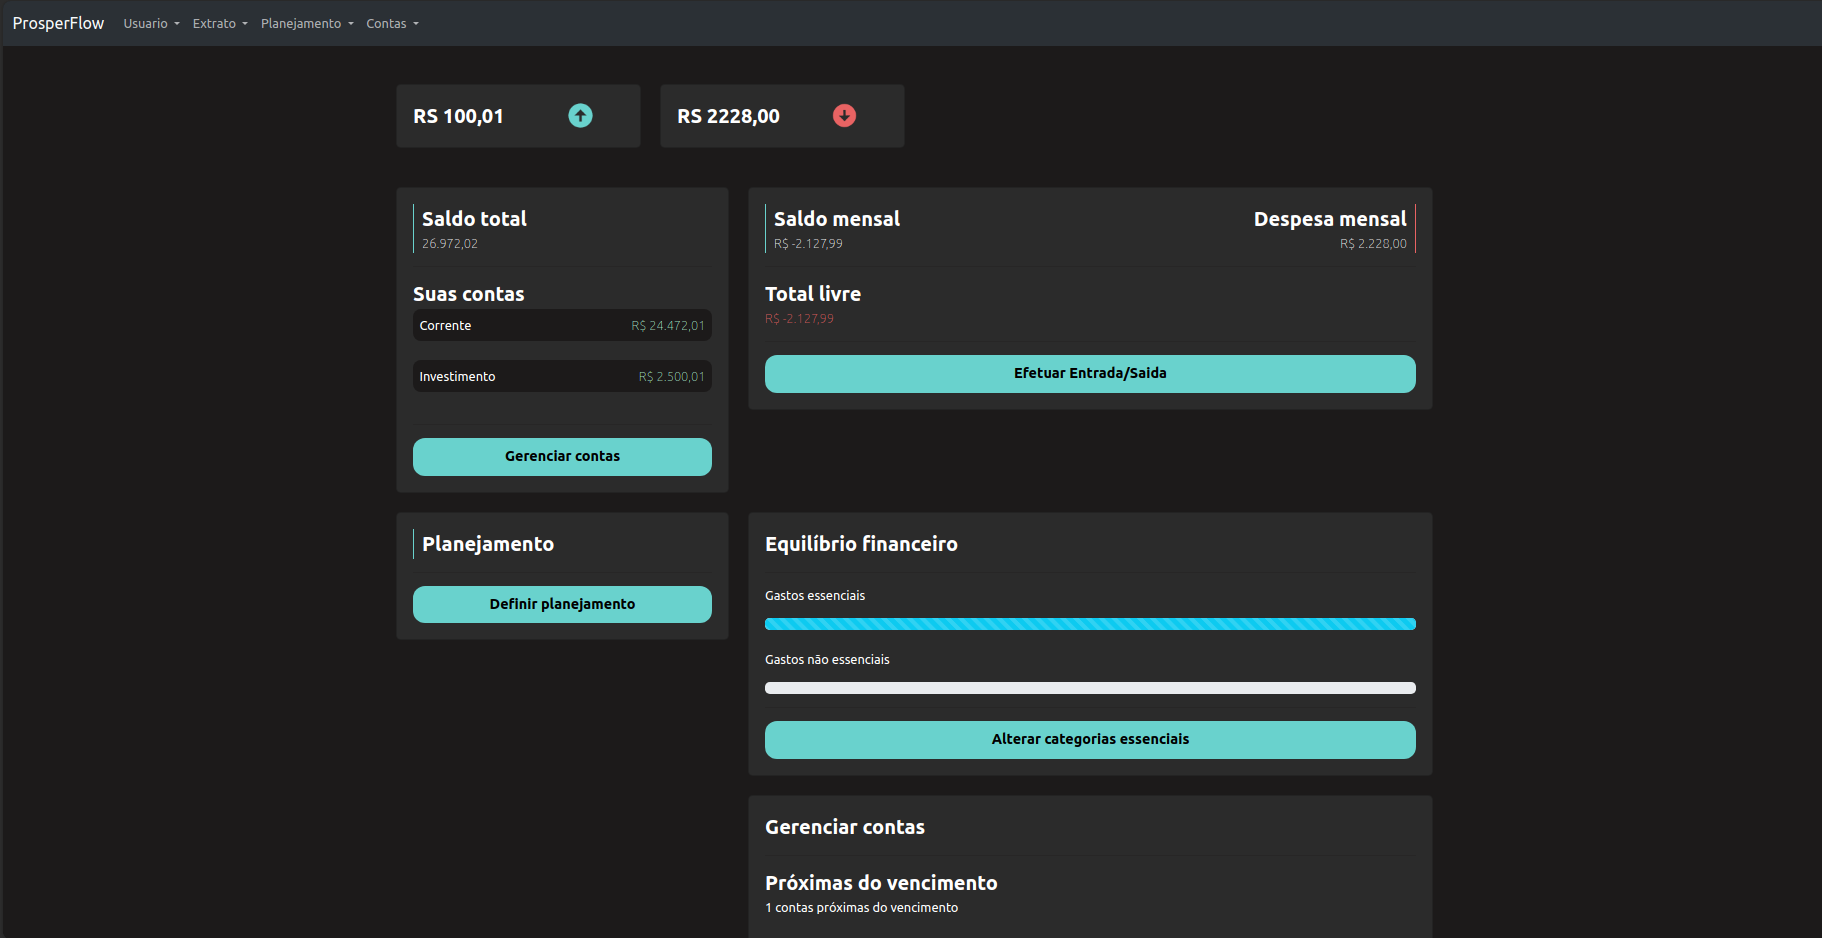 ProsperFlow Usuario Extrato Planejamento Contas
RS 100,01
RS 2228,00
Saldo total
26.972,02
Suas contas
Corrente R$ 24.472,01
Investimento R$ 2.500,01
Gerenciar contas
Saldo mensal Despesa mensal
R$ -2.127,99 R$ 2.228,00
Total livre
R$ -2.127,99
Efetuar Entrada/Saida
Planejamento
Definir planejamento
Equilíbrio financeiro
Gastos essenciais
Gastos não essenciais
Alterar categorias essenciais
Gerenciar contas
Próximas do vencimento
1 contas próximas do vencimento